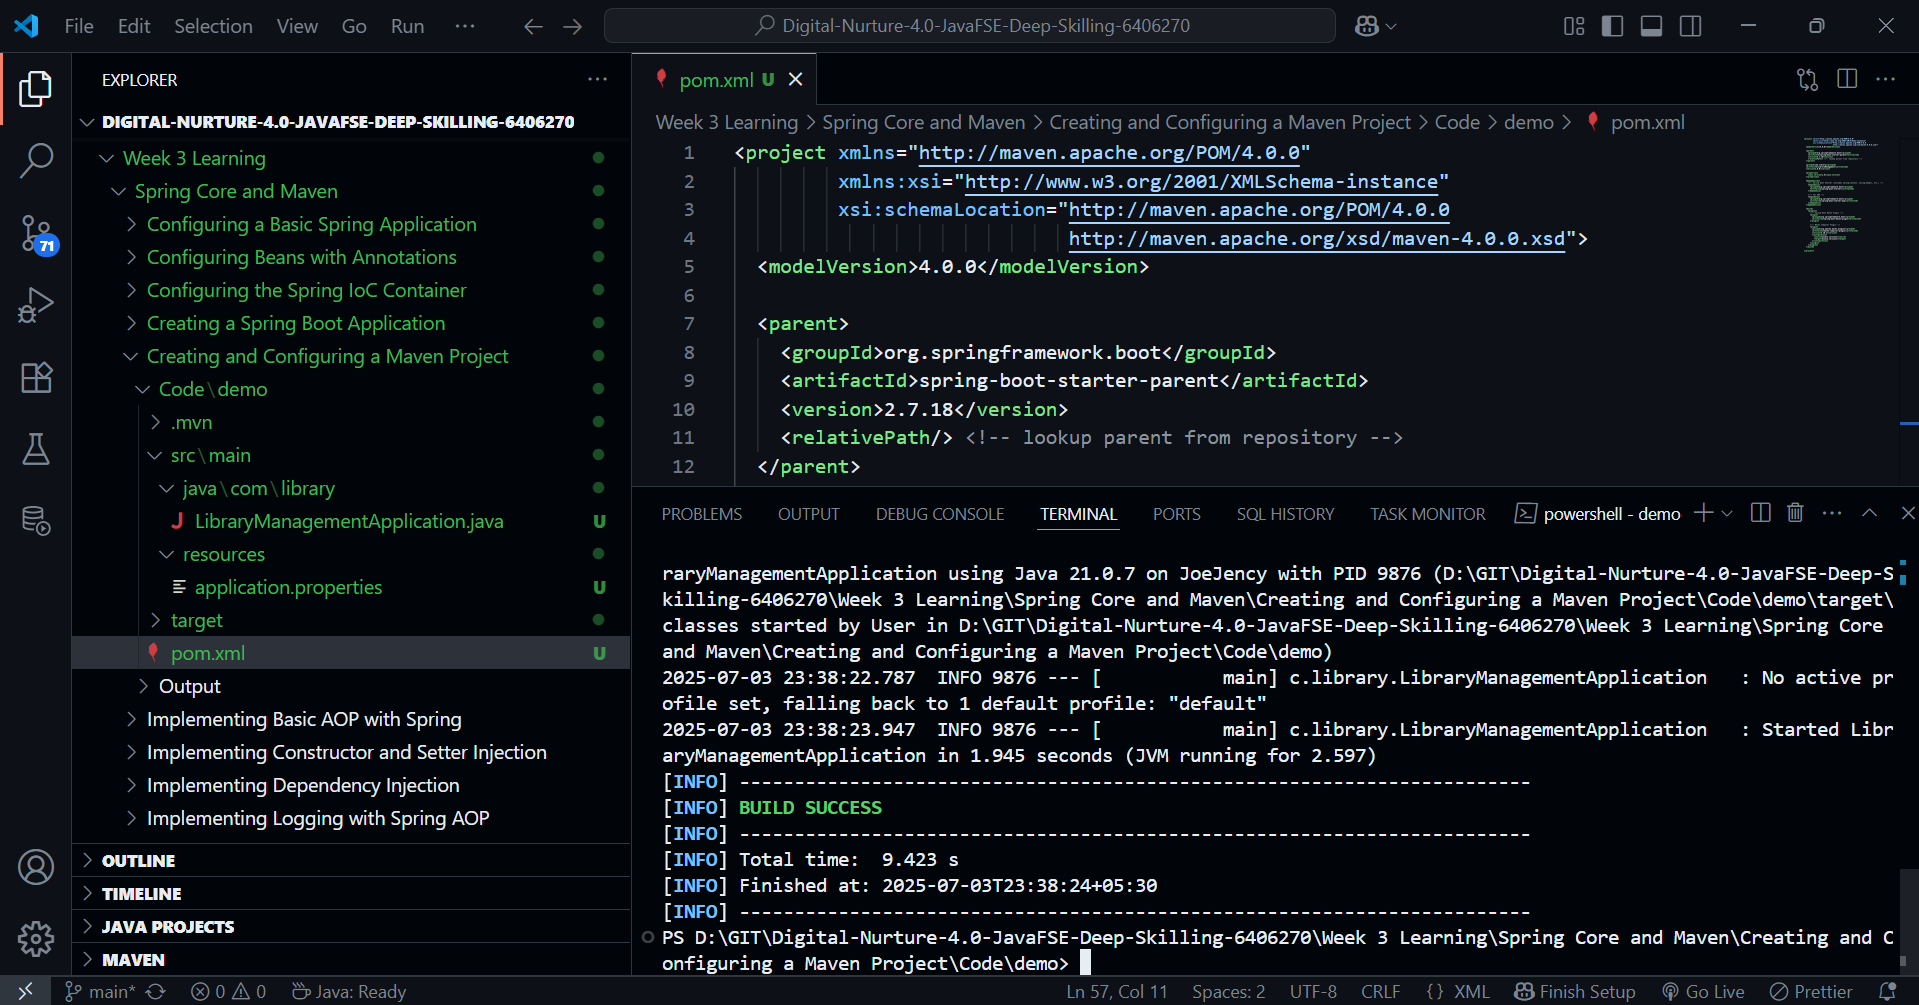 File Edit Selection View Go Run ···
Digital-Nurture-4.0-JavaFSE-Deep-Skilling-6406270
EXPLORER
DIGITAL-NURTURE-4.0-JAVAFSE-DEEP-SKILLING-6406270
Week 3 Learning
Spring Core and Maven
Configuring a Basic Spring Application
Configuring Beans with Annotations
Configuring the Spring IoC Container
Creating a Spring Boot Application
Creating and Configuring a Maven Project
Code\demo
.mvn
src\main
java\com\library
J LibraryManagementApplication.java U
resources
application.properties U
target
pom.xml U
Output
Implementing Basic AOP with Spring
Implementing Constructor and Setter Injection
Implementing Dependency Injection
Implementing Logging with Spring AOP
OUTLINE
TIMELINE
JAVA PROJECTS
MAVEN
71
pom.xml U
Week 3 Learning > Spring Core and Maven > Creating and Configuring a Maven Project > Code > demo > pom.xml
1 <project xmlns="http://maven.apache.org/POM/4.0.0"
2 xmlns:xsi="http://www.w3.org/2001/XMLSchema-instance"
3 xsi:schemaLocation="http://maven.apache.org/POM/4.0.0
4 http://maven.apache.org/xsd/maven-4.0.0.xsd">
5 <modelVersion>4.0.0</modelVersion>
6
7 <parent>
8 <groupId>org.springframework.boot</groupId>
9 <artifactId>spring-boot-starter-parent</artifactId>
10 <version>2.7.18</version>
11 <relativePath/> <!-- lookup parent from repository -->
12 </parent>
PROBLEMS OUTPUT DEBUG CONSOLE TERMINAL PORTS SQL HISTORY TASK MONITOR powershell - demo
raryManagementApplication using Java 21.0.7 on JoeJency with PID 9876 (D:\GIT\Digital-Nurture-4.0-JavaFSE-Deep-S
killing-6406270\Week 3 Learning\Spring Core and Maven\Creating and Configuring a Maven Project\Code\demo\target\
classes started by User in D:\GIT\Digital-Nurture-4.0-JavaFSE-Deep-Skilling-6406270\Week 3 Learning\Spring Core
and Maven\Creating and Configuring a Maven Project\Code\demo)
2025-07-03 23:38:22.787  INFO 9876 --- [           main] c.library.LibraryManagementApplication   : No active pr
ofile set, falling back to 1 default profile: "default"
2025-07-03 23:38:23.947  INFO 9876 --- [           main] c.library.LibraryManagementApplication   : Started Libr
aryManagementApplication in 1.945 seconds (JVM running for 2.597)
[INFO] ------------------------------------------------------------------------
[INFO] BUILD SUCCESS
[INFO] ------------------------------------------------------------------------
[INFO] Total time:  9.423 s
[INFO] Finished at: 2025-07-03T23:38:24+05:30
[INFO] ------------------------------------------------------------------------
PS D:\GIT\Digital-Nurture-4.0-JavaFSE-Deep-Skilling-6406270\Week 3 Learning\Spring Core and Maven\Creating and C
onfiguring a Maven Project\Code\demo>
main* 0 0 Java: Ready Ln 57, Col 11 Spaces: 2 UTF-8 CRLF {} XML Finish Setup Go Live Prettier